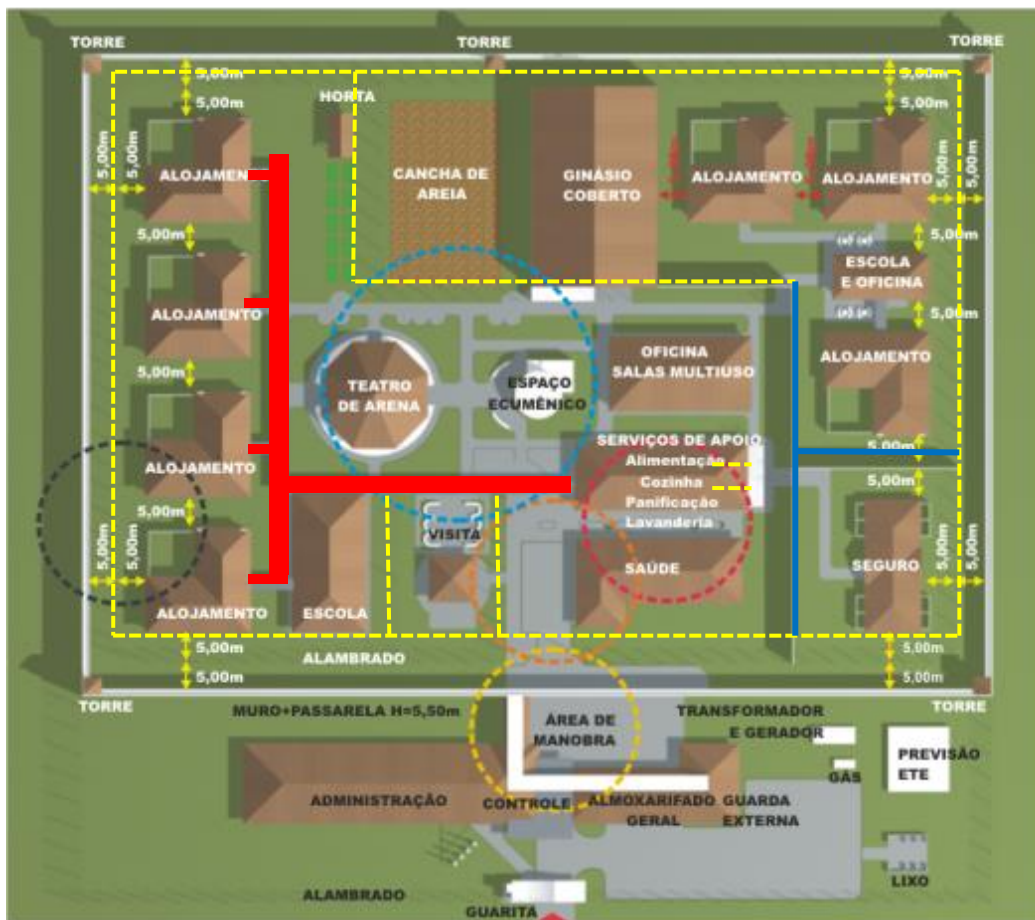 TORRE
TORRE
TORRE
5,00m
5,00m
HORTA
5,00m
5,00m
5,00m
5,00m
ALOJAMEN
CANCHA DE
AREIA
GINÁSIO
COBERTO
ALOJAMENTO
ALOJAMENTO
5,00m
5,00m
5,00m
5,00m
ESCOLA
E OFICINA
ALOJAMENTO
5,00m
OFICINA
SALAS MULTIUSO
ALOJAMENTO
5,00m
TEATRO
DE ARENA
ESPAÇO
ECUMÊNICO
SERVIÇOS DE APOIO
Alimentação
Cozinha
Panificação
Lavanderia
5,00m
5,00m
ALOJAMENTO
5,00m
5,00m
5,00m
VISITA
5,00m
5,00m
SAÚDE
SEGURO
ALOJAMENTO
ESCOLA
5,00m
5,00m
ALAMBRADO
5,00m
5,00m
TORRE
MURO+PASSARELA H=5,50m
ÁREA DE
MANOBRA
TRANSFORMADOR
E GERADOR
TORRE
GÁS
PREVISÃO
ETE
ADMINISTRAÇÃO
CONTROLE
ALMOXARIFADO
GERAL
GUARDA
EXTERNA
LIXO
ALAMBRADO
GUARITA